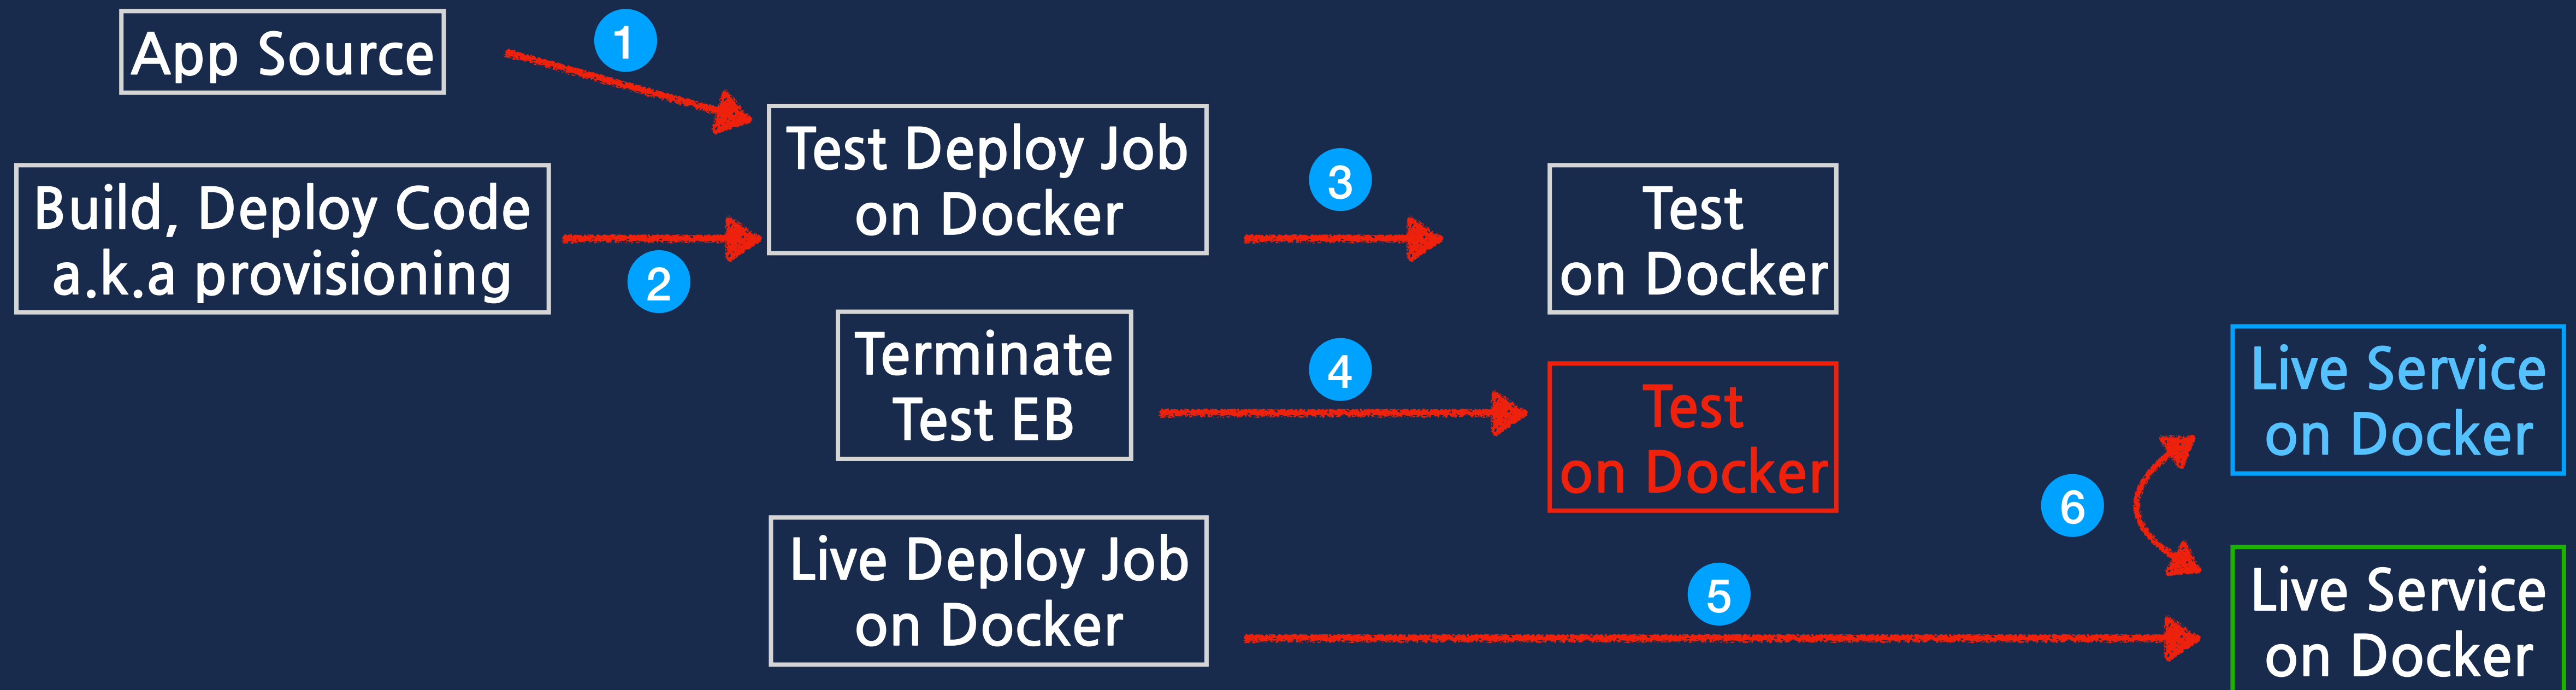 App Source
1
Build, Deploy Code
a.k.a provisioning
2
Test Deploy Job
on Docker
3
Test
on Docker
Terminate
Test EB
4
Test
on Docker
Live Deploy Job
on Docker
5
6
Live Service
on Docker
Live Service
on Docker